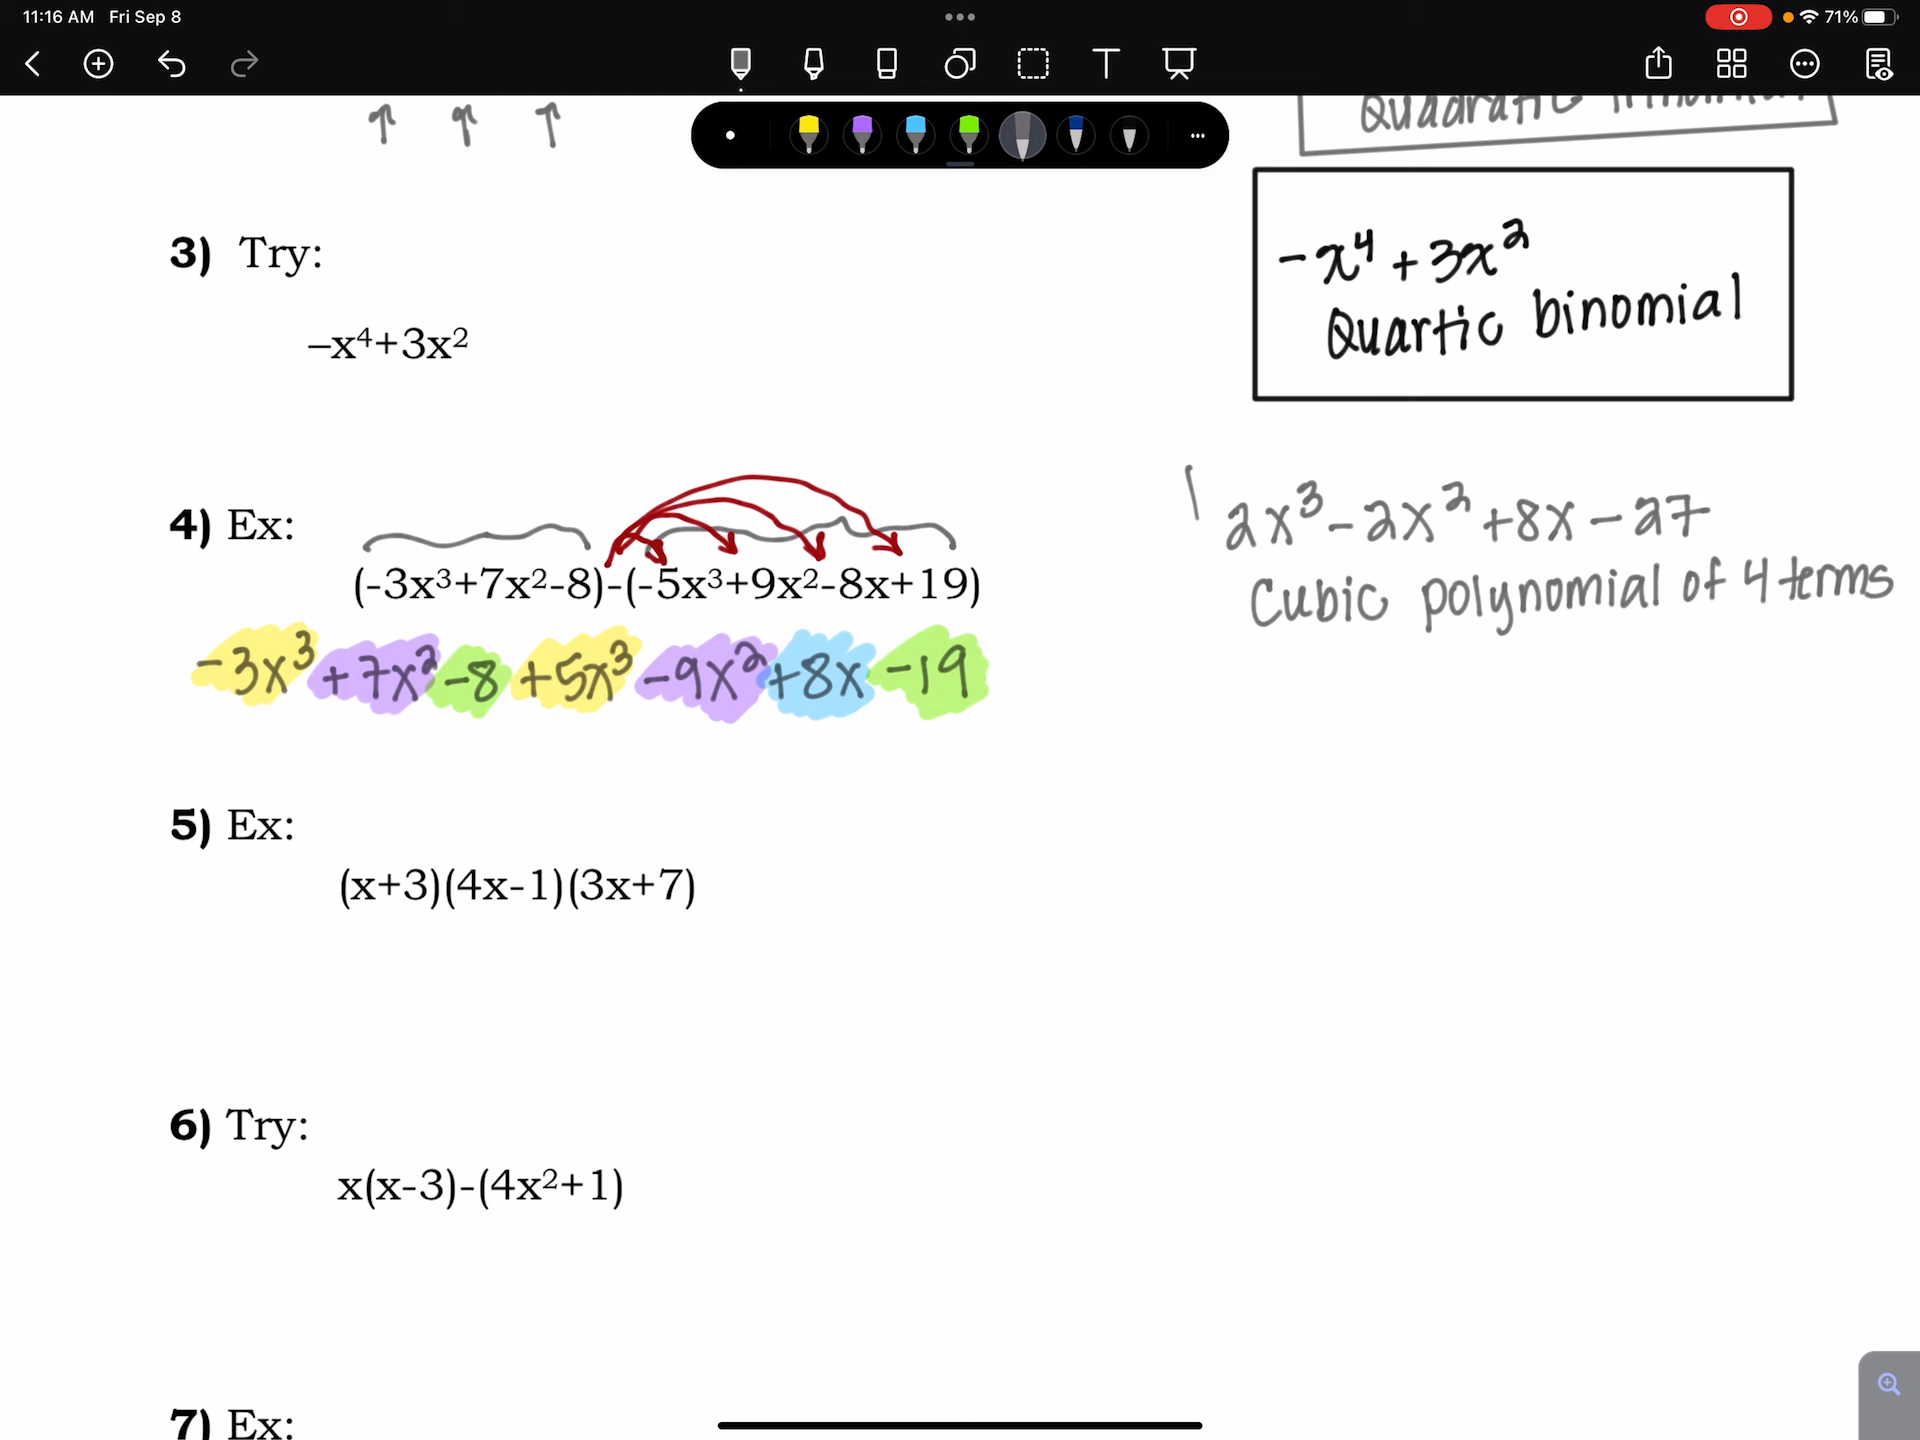 11:16 AM Fri Sep 8
71%
Quadratic trinomial
3) Try:
–x⁴+3x²
-x⁴ + 3x²
Quartic binomial
4) Ex:
(-3x³+7x²-8)-(-5x³+9x²-8x+19)
-3x³ +7x² -8 +5x³ -9x² +8x -19
2x³ - 2x² +8x - 27
Cubic polynomial of 4 terms
5) Ex:
(x+3)(4x-1)(3x+7)
6) Try:
x(x-3)-(4x²+1)
7) Ex: